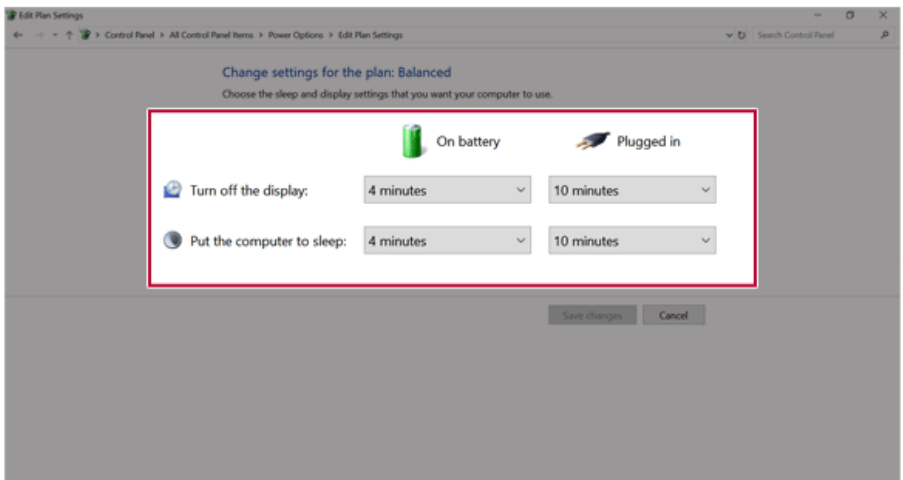 Edit Plan Settings
Control Panel > All Control Panel Items > Power Options > Edit Plan Settings
Search Control Panel
Change settings for the plan: Balanced
Choose the sleep and display settings that you want your computer to use.
On battery Plugged in
Turn off the display: 4 minutes 10 minutes
Put the computer to sleep: 4 minutes 10 minutes
Save changes Cancel